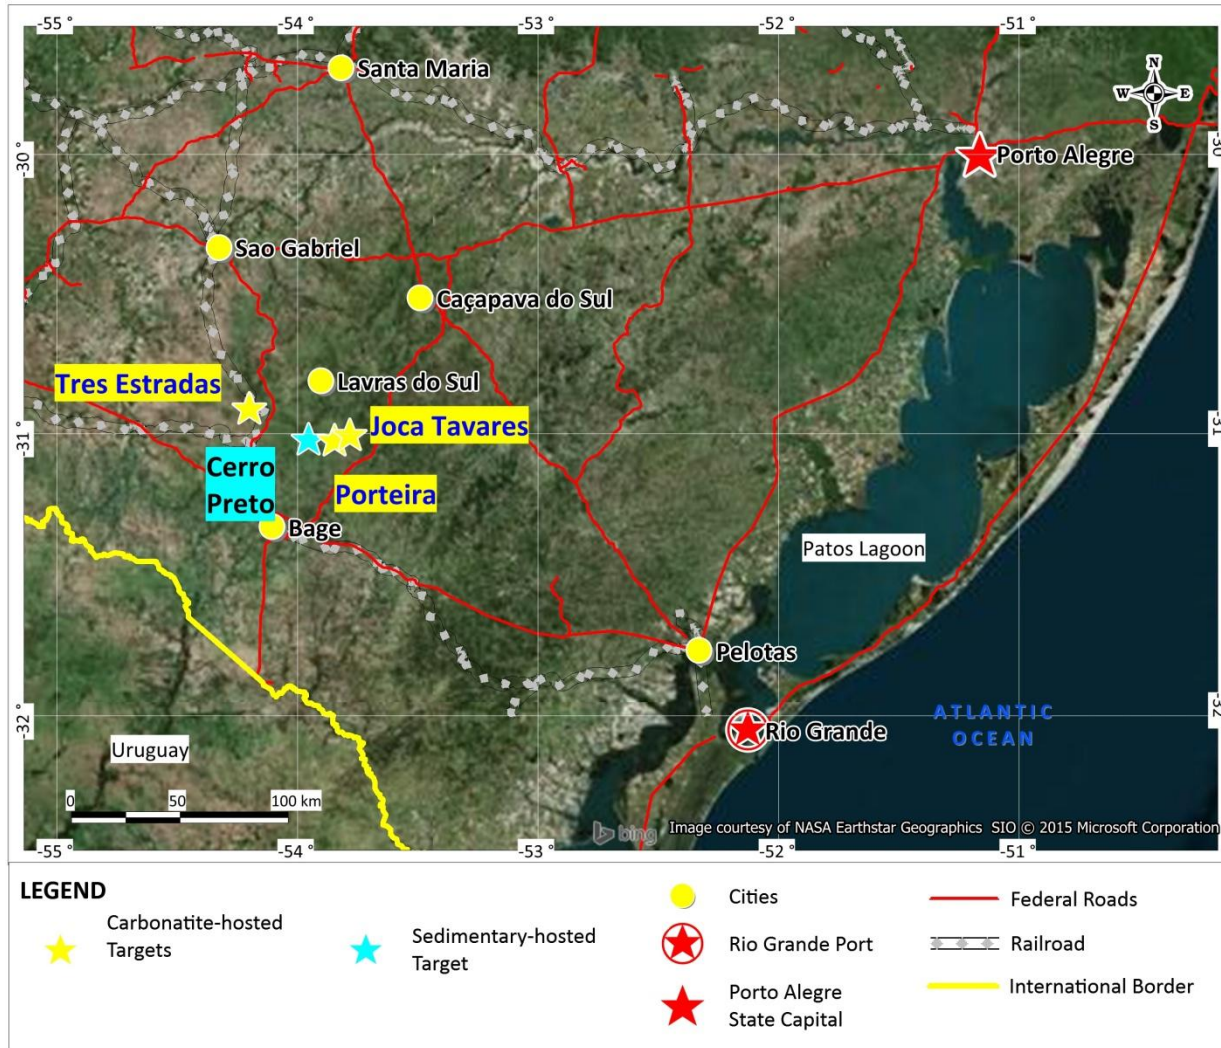 -55 °
-54 °
-53 °
-52 °
-51 °
Santa Maria
N
W E
S
-30 °
Porto Alegre
-30
Sao Gabriel
Caçapava do Sul
Tres Estradas
Lavras do Sul
-31 °
Joca Tavares
-31
Cerro
Preto
Porteira
Bage
Patos Lagoon
Pelotas
-32 °
Rio Grande
ATLANTIC
OCEAN
-32
Uruguay
0 50 100 km
bing
Image courtesy of NASA Earthstar Geographics SIO © 2015 Microsoft Corporation
-55 °
-54 °
-53 °
-52 °
-51 °
LEGEND
Carbonatite-hosted
Targets
Sedimentary-hosted
Target
Cities
Rio Grande Port
Porto Alegre
State Capital
Federal Roads
Railroad
International Border